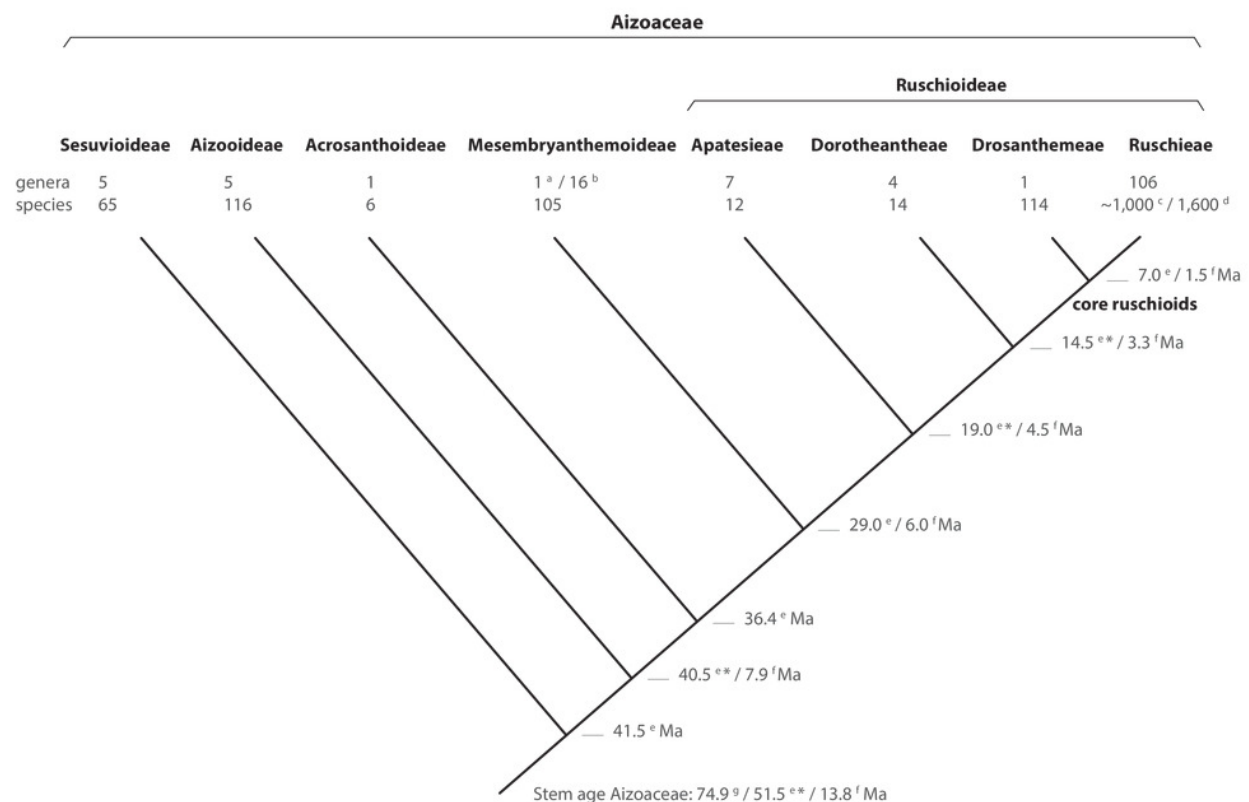 Aizoaceae
Ruschioideae
Sesuvioideae Aizooideae Acrosanthoideae Mesembryanthemoideae Apatesieae Dorotheantheae Drosanthemeae Ruschieae
genera 5 5 1 1 ᵃ / 16 ᵇ 7 4 1 106
species 65 116 6 105 12 14 114 ~1,000 ᶜ / 1,600 ᵈ
7.0 ᵉ / 1.5 ᶠ Ma
core ruschioids
14.5 ᵉ* / 3.3 ᶠ Ma
19.0 ᵉ* / 4.5 ᶠ Ma
29.0 ᵉ / 6.0 ᶠ Ma
36.4 ᵉ Ma
40.5 ᵉ* / 7.9 ᶠ Ma
41.5 ᵉ Ma
Stem age Aizoaceae: 74.9 ᵍ / 51.5 ᵉ* / 13.8 ᶠ Ma